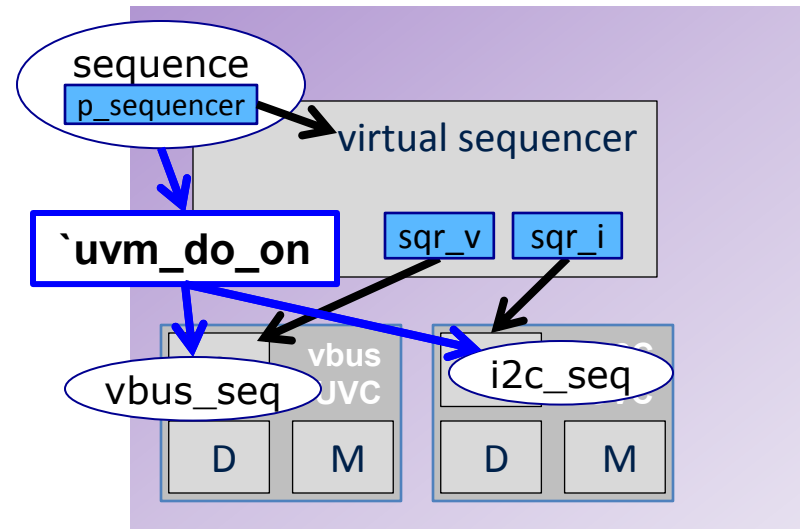 sequence
p_sequencer
virtual sequencer
`uvm_do_on
sqr_v
sqr_i
vbus
UVC
vbus_seq
i2c_seq
D
M
D
M